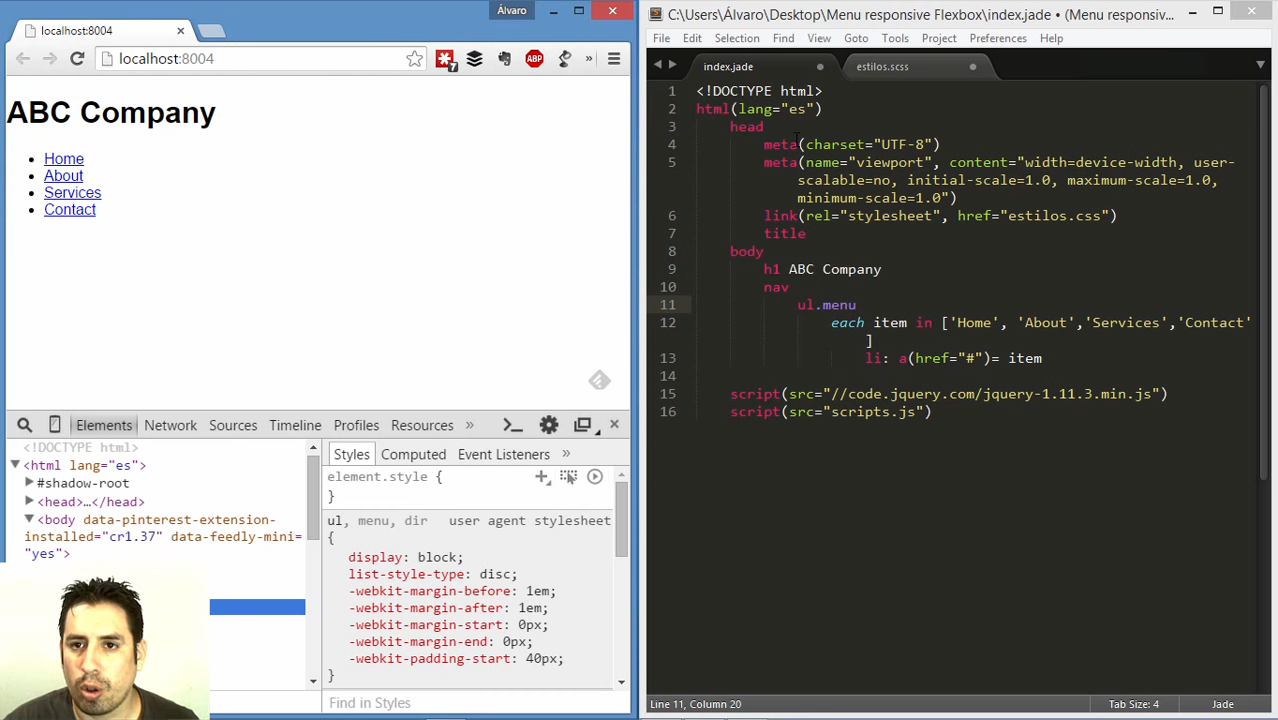 Álvaro
localhost:8004
localhost:8004
7
ABP
»
ABC Company
Home
About
Services
Contact
Elements Network Sources Timeline Profiles Resources »
<!DOCTYPE html>
<html lang="es">
#shadow-root
<head>…</head>
<body data-pinterest-extension-
installed="cr1.37" data-feedly-mini=
"yes">
Styles Computed Event Listeners »
element.style {
}
ul, menu, dir user agent stylesheet
{
display: block;
list-style-type: disc;
-webkit-margin-before: 1em;
-webkit-margin-after: 1em;
-webkit-margin-start: 0px;
-webkit-margin-end: 0px;
-webkit-padding-start: 40px;
}
Find in Styles
C:\Users\Álvaro\Desktop\Menu responsive Flexbox\index.jade • (Menu responsiv...
File Edit Selection Find View Goto Tools Project Preferences Help
index.jade
estilos.scss
1 <!DOCTYPE html>
2 html(lang="es")
3 head
4 meta(charset="UTF-8")
5 meta(name="viewport", content="width=device-width, user-
scalable=no, initial-scale=1.0, maximum-scale=1.0,
minimum-scale=1.0")
6 link(rel="stylesheet", href="estilos.css")
7 title
8 body
9 h1 ABC Company
10 nav
11 ul.menu
12 each item in ['Home', 'About','Services','Contact'
]
13 li: a(href="#")= item
14
15 script(src="//code.jquery.com/jquery-1.11.3.min.js")
16 script(src="scripts.js")
Line 11, Column 20
Tab Size: 4
Jade